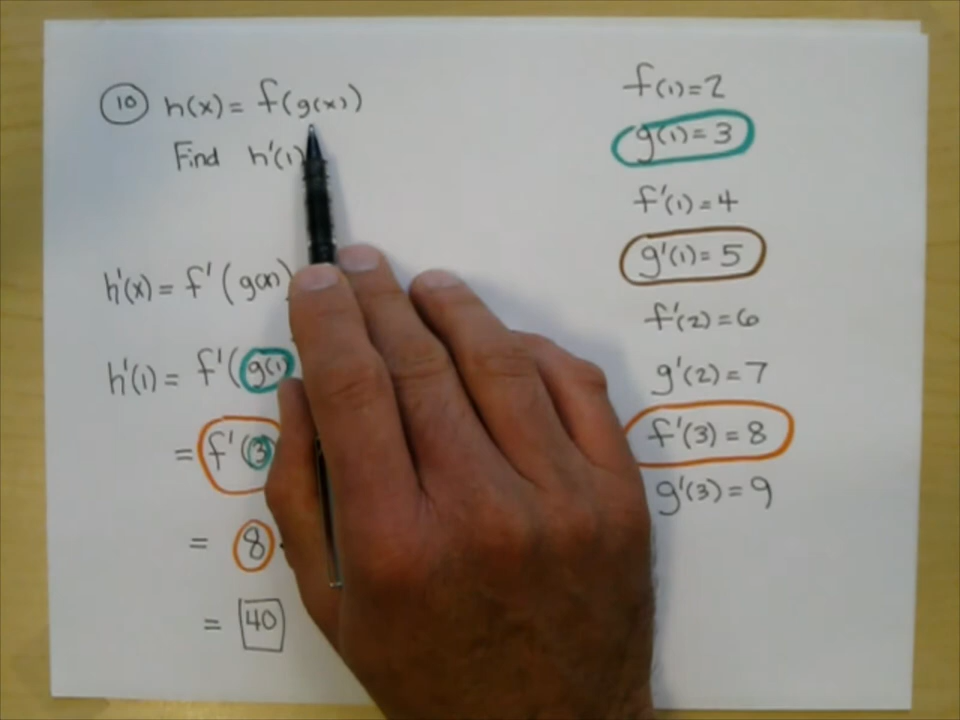 10 h(x) = f(g(x))
Find h'(1)
h'(x) = f'(g(x)
h'(1) = f'(g(1)
= f'(3
= 8
= 40
f(1) = 2
g(1) = 3
f'(1) = 4
g'(1) = 5
f'(2) = 6
g'(2) = 7
f'(3) = 8
g'(3) = 9